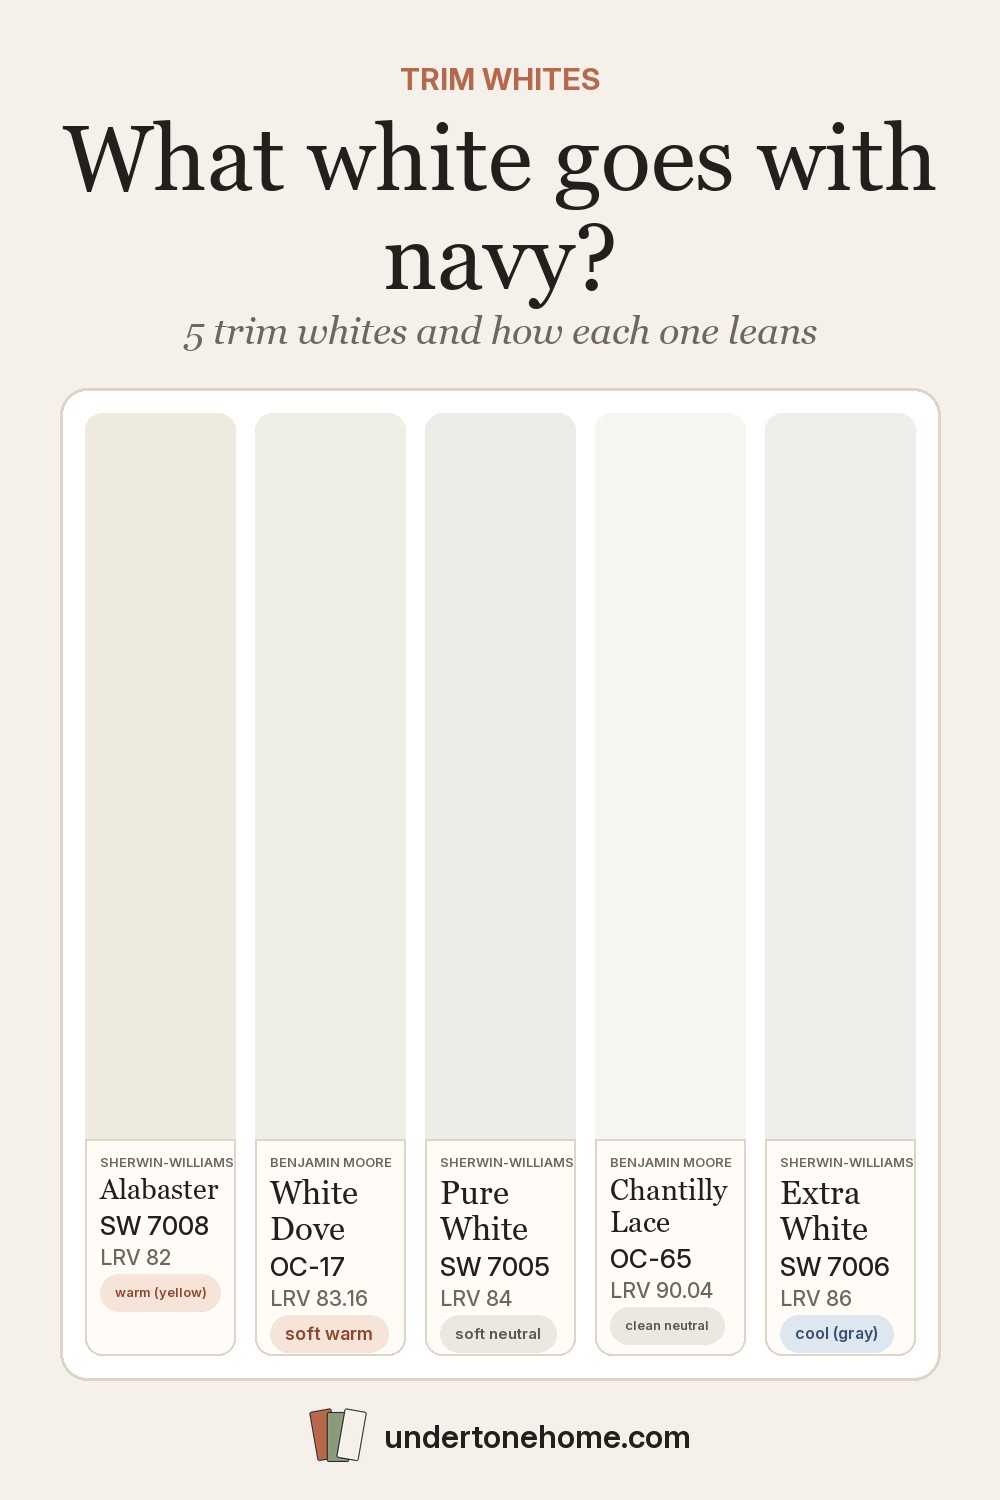 TRIM WHITES
What white goes with
navy?
5 trim whites and how each one leans
SHERWIN-WILLIAMS
Alabaster
SW 7008
LRV 82
warm (yellow)
BENJAMIN MOORE
White
Dove
OC-17
LRV 83.16
soft warm
SHERWIN-WILLIAMS
Pure
White
SW 7005
LRV 84
soft neutral
BENJAMIN MOORE
Chantilly
Lace
OC-65
LRV 90.04
clean neutral
SHERWIN-WILLIAMS
Extra
White
SW 7006
LRV 86
cool (gray)
undertonehome.com